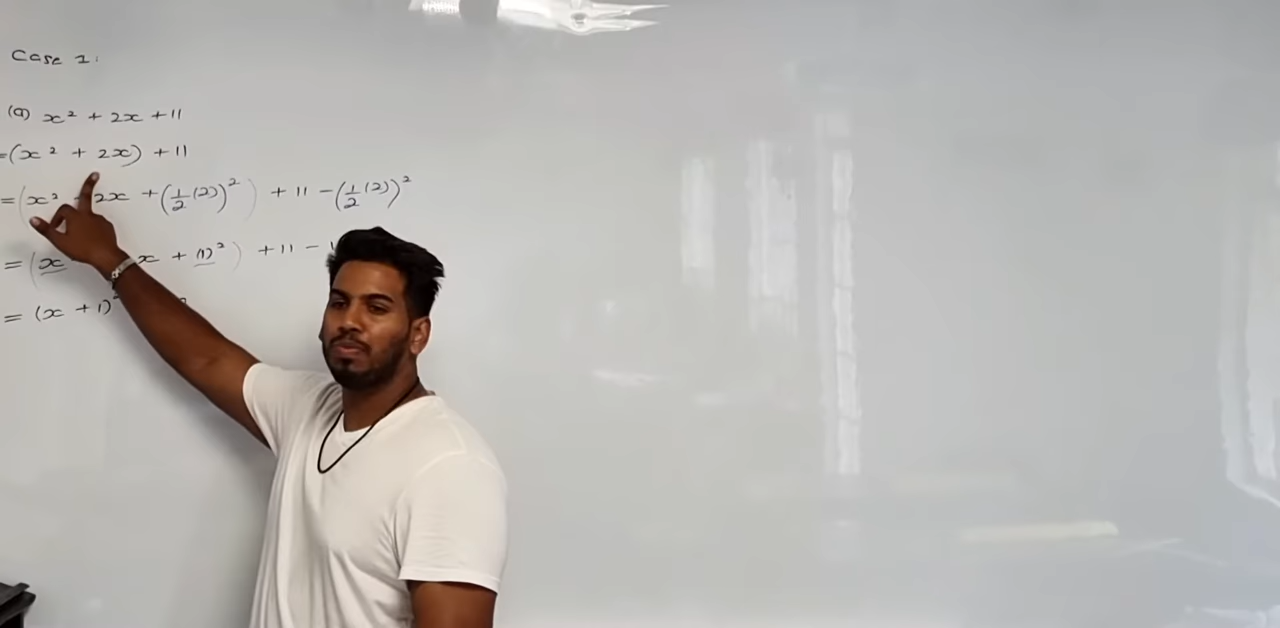 Case 1:
(a) x² + 2x + 11
=(x² + 2x) + 11
=(x² + 2x + (1/2(2))²) + 11 - (1/2(2))²
=(x x + (1)²) + 11 -
= (x + 1)²